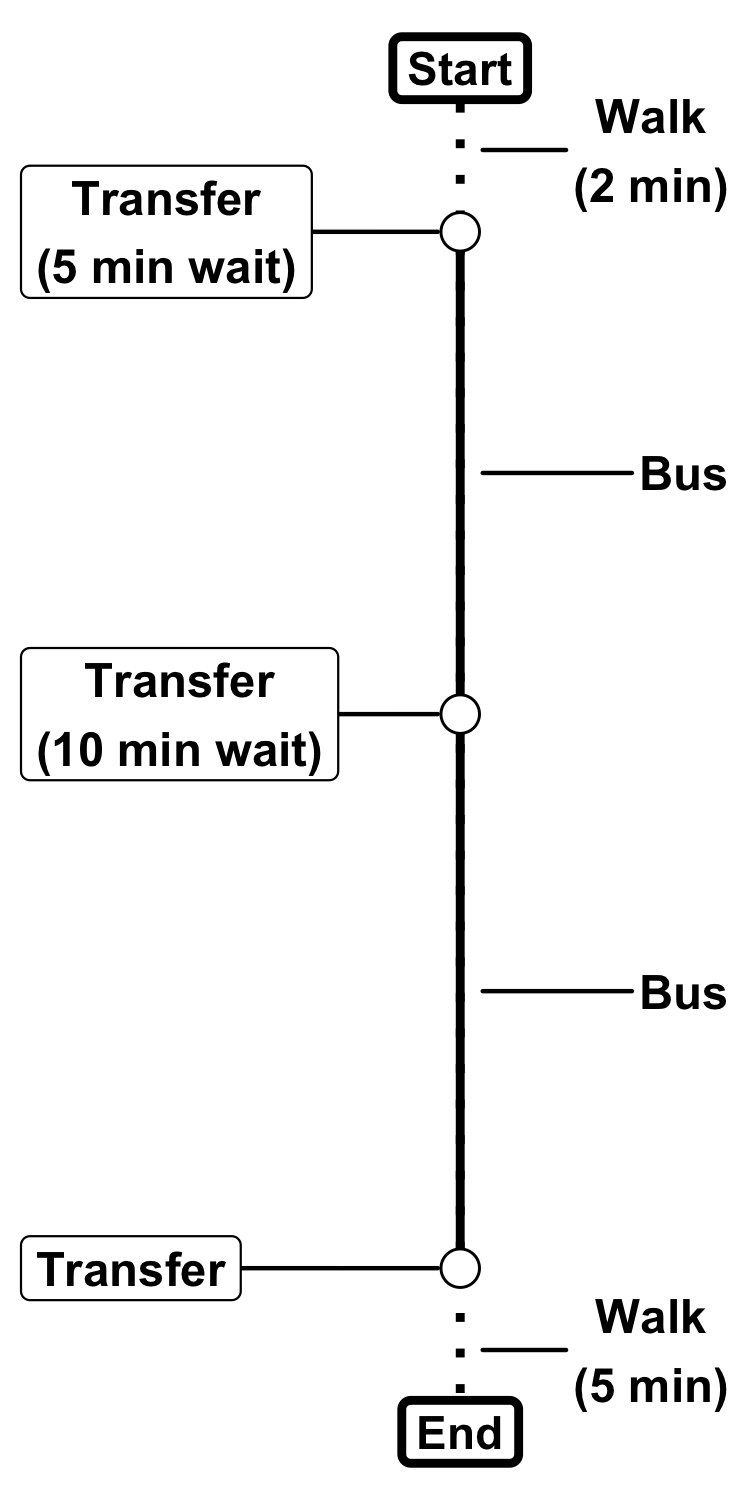 Start
Walk
(2 min)
Transfer
(5 min wait)
Bus
Transfer
(10 min wait)
Bus
Transfer
Walk
(5 min)
End